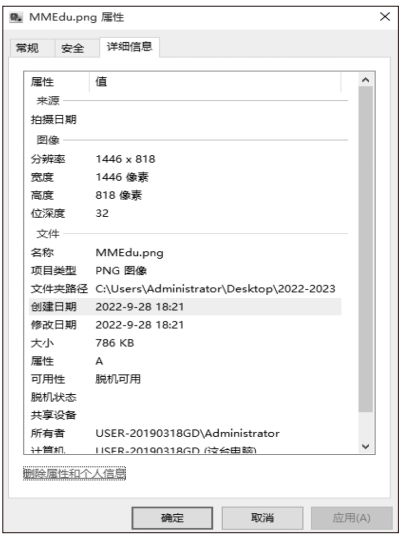 MMEdu.png 属性
常规 安全 详细信息
属性 值
来源
拍摄日期
图像
分辨率 1446 x 818
宽度 1446 像素
高度 818 像素
位深度 32
文件
名称 MMEdu.png
项目类型 PNG 图像
文件夹路径 C:\Users\Administrator\Desktop\2022-2023
创建日期 2022-9-28 18:21
修改日期 2022-9-28 18:21
大小 786 KB
属性 A
可用性 脱机可用
脱机状态
共享设备
所有者 USER-20190318GD\Administrator
计算机 USER-20190318GD (这台电脑)
删除属性和个人信息
确定 取消 应用(A)